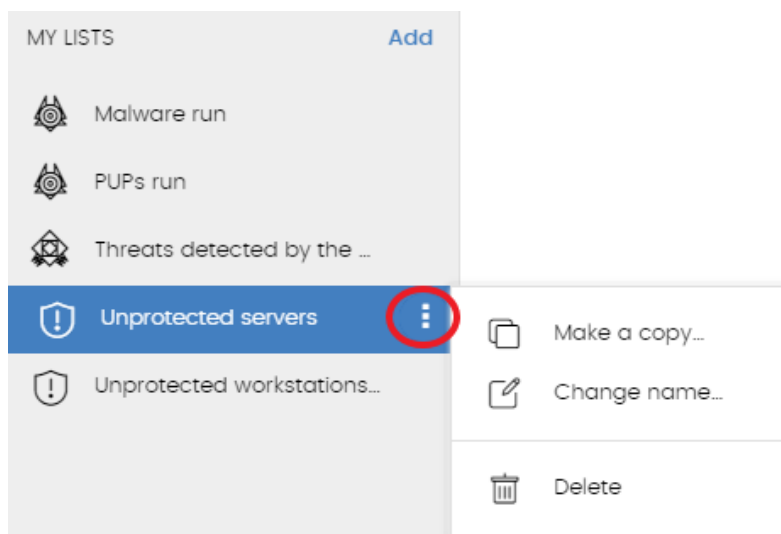 MY LISTS Add
Malware run
PUPs run
Threats detected by the ...
Unprotected servers
Make a copy...
Unprotected workstations...
Change name...
Delete